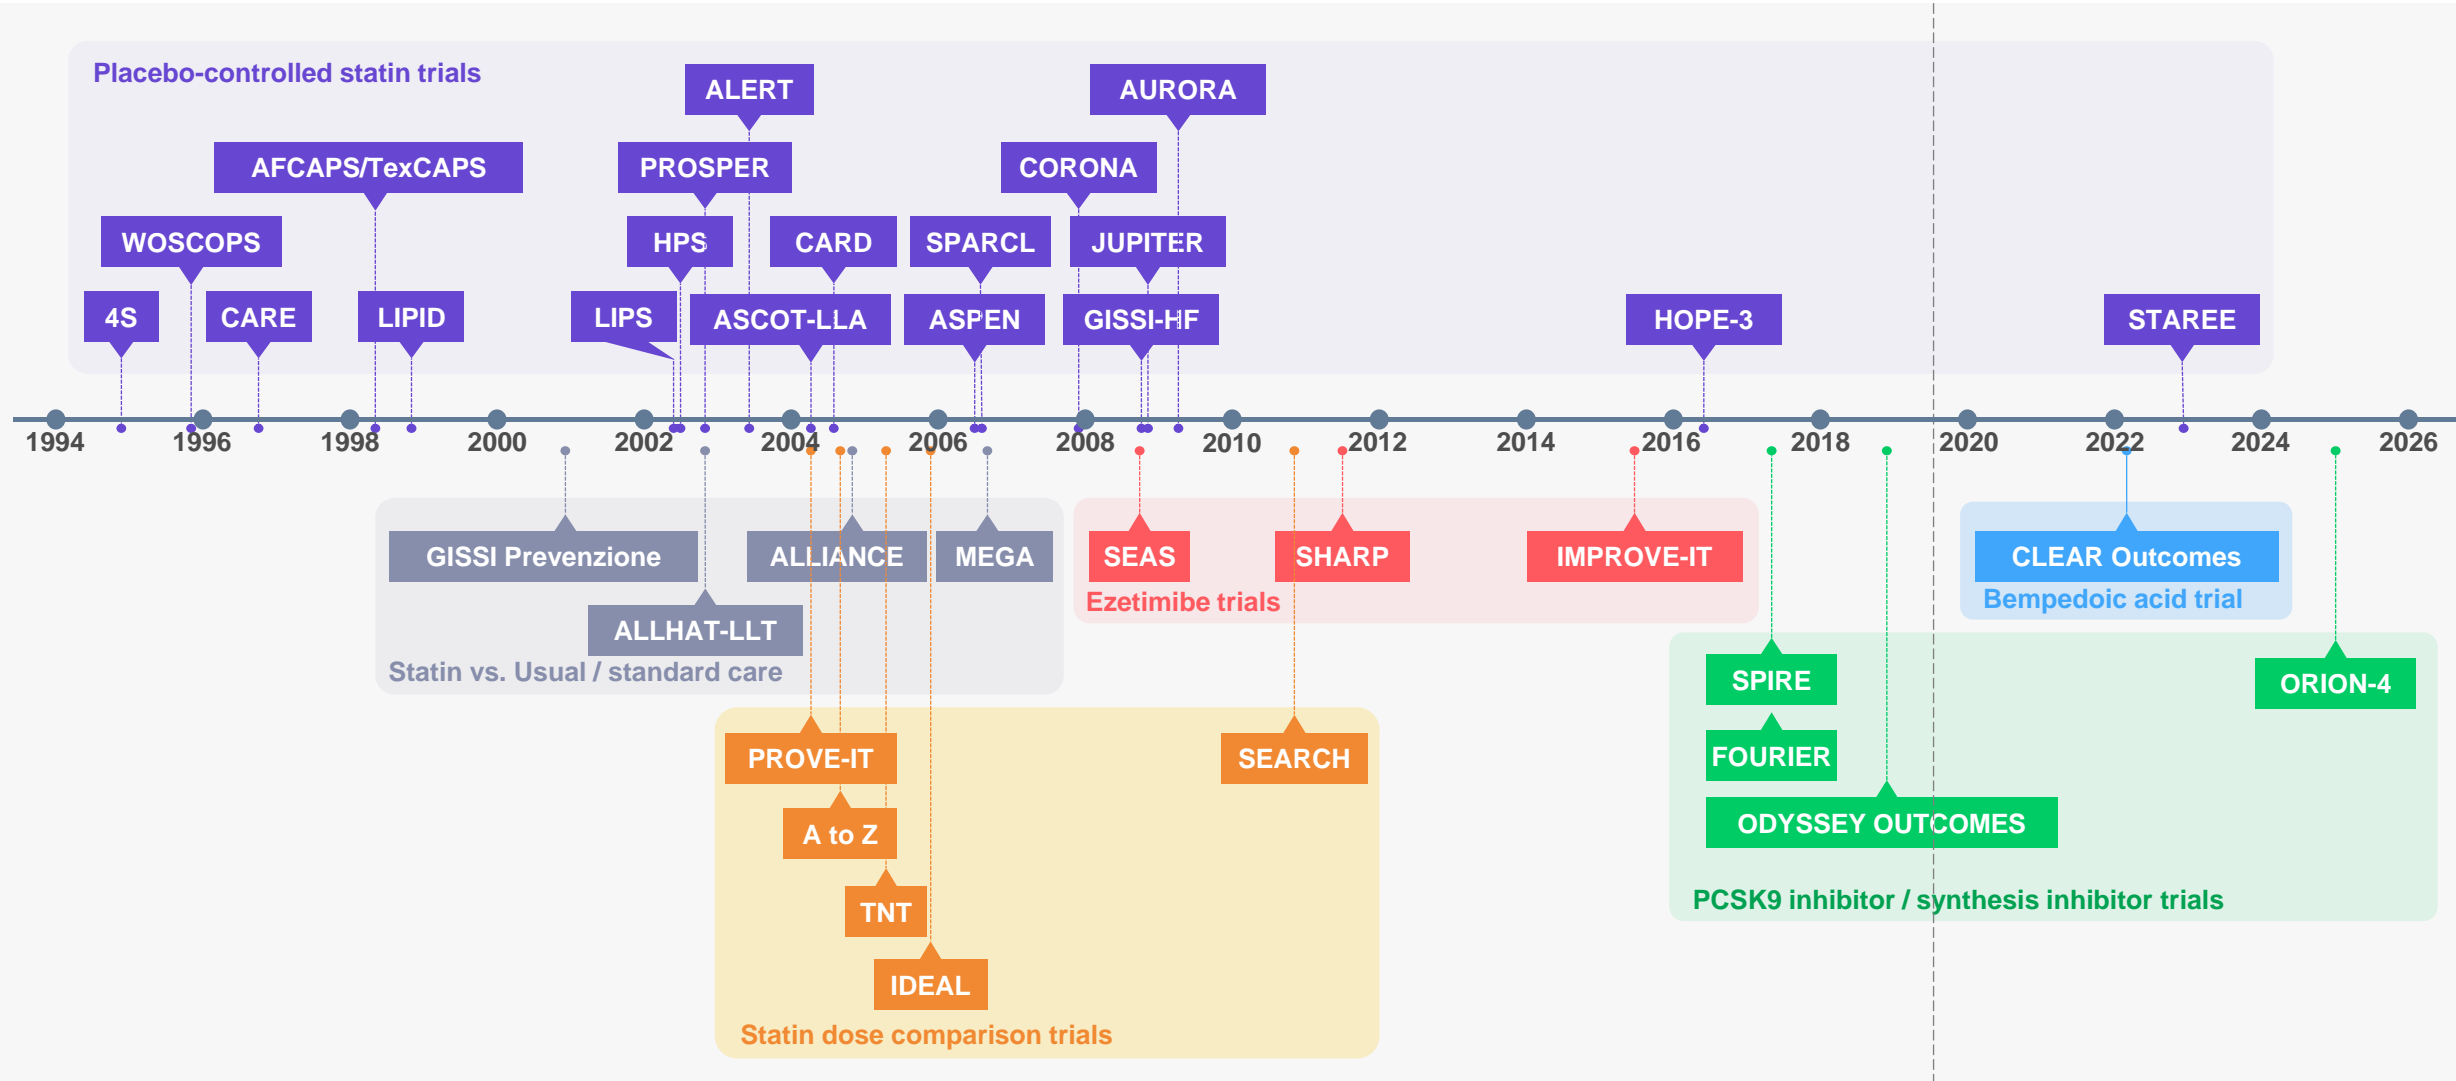 Placebo-controlled statin trials
ALERT
AURORA
AFCAPS/TexCAPS
PROSPER
CORONA
WOSCOPS
HPS
CARD
SPARCL
JUPITER
4S
CARE
LIPID
LIPS
ASCOT-LLA
ASPEN
GISSI-HF
HOPE-3
STAREE
1994
1996
1998
2000
2002
2004
2006
2008
2010
2012
2014
2016
2018
2020
2022
2024
2026
GISSI Prevenzione
ALLIANCE
MEGA
ALLHAT-LLT
Statin vs. Usual / standard care
SEAS
SHARP
IMPROVE-IT
Ezetimibe trials
CLEAR Outcomes
Bempedoic acid trial
SPIRE
ORION-4
FOURIER
ODYSSEY OUTCOMES
PCSK9 inhibitor / synthesis inhibitor trials
PROVE-IT
SEARCH
A to Z
TNT
IDEAL
Statin dose comparison trials